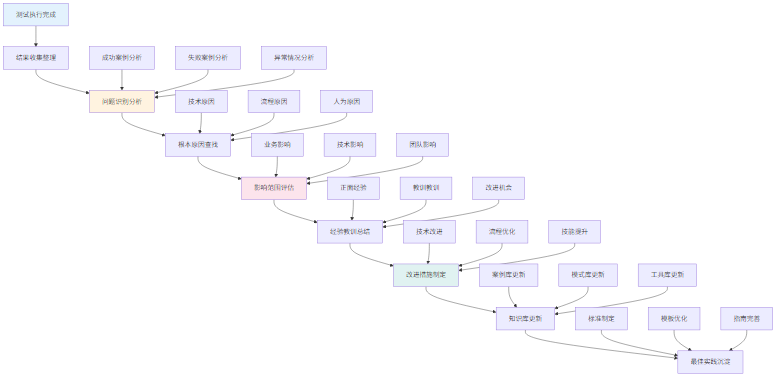 测试执行完成
结果收集整理
成功案例分析
失败案例分析
异常情况分析
问题识别分析
技术原因
流程原因
人为原因
根本原因查找
业务影响
技术影响
团队影响
影响范围评估
正面经验
教训教训
改进机会
经验教训总结
技术改进
流程优化
技能提升
改进措施制定
案例库更新
模式库更新
工具库更新
知识库更新
标准制定
模板优化
指南完善
最佳实践沉淀